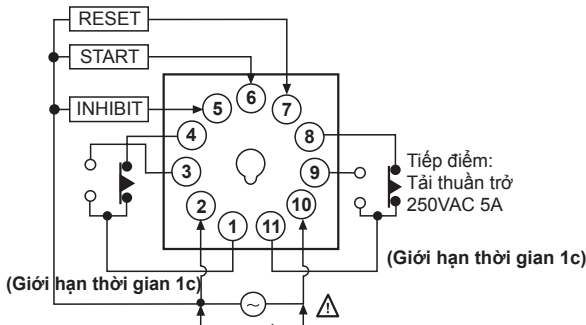 RESET
START
INHIBIT
6
5
7
4
8
3
9
2
10
1
11
Tiếp điểm:
Tải thuần trở
250VAC 5A
(Giới hạn thời gian 1c)
(Giới hạn thời gian 1c)
~
!